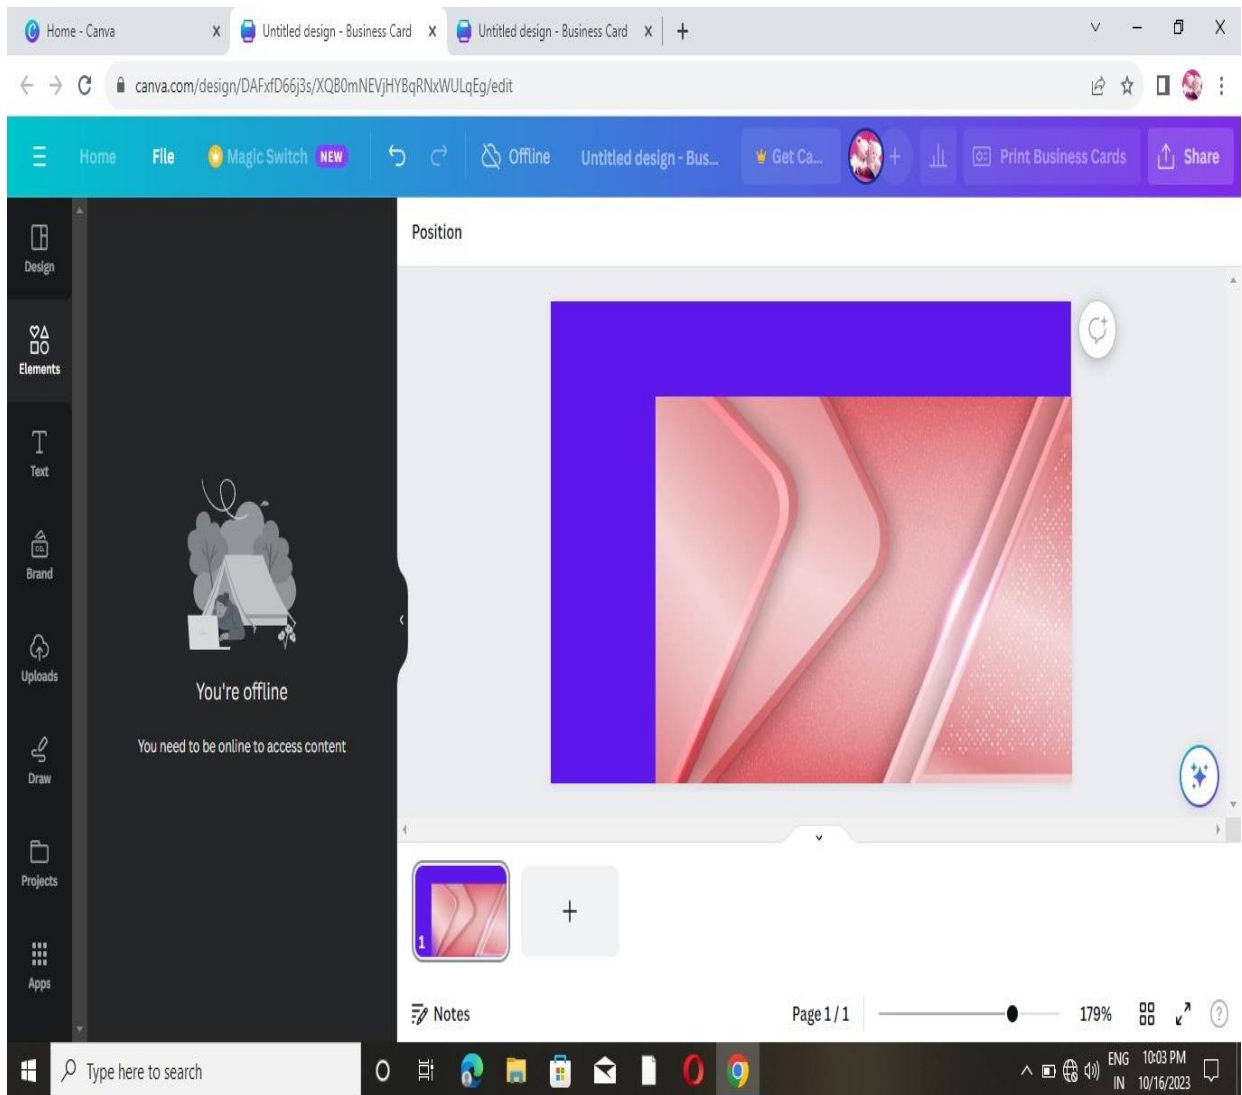 Home - Canva
Untitled design - Business Card
Untitled design - Business Card
canva.com/design/DAFxfD66j3s/XQB0mNEVjHYBqRNxWULqEg/edit
Home File Magic Switch NEW Offline Untitled design - Bus... Get Ca... Print Business Cards Share
Design
Elements
Text
Brand
Uploads
Draw
Projects
Apps
You're offline
You need to be online to access content
Position
1
Notes Page 1 / 1 179%
Type here to search
ENG 10:03 PM
IN 10/16/2023